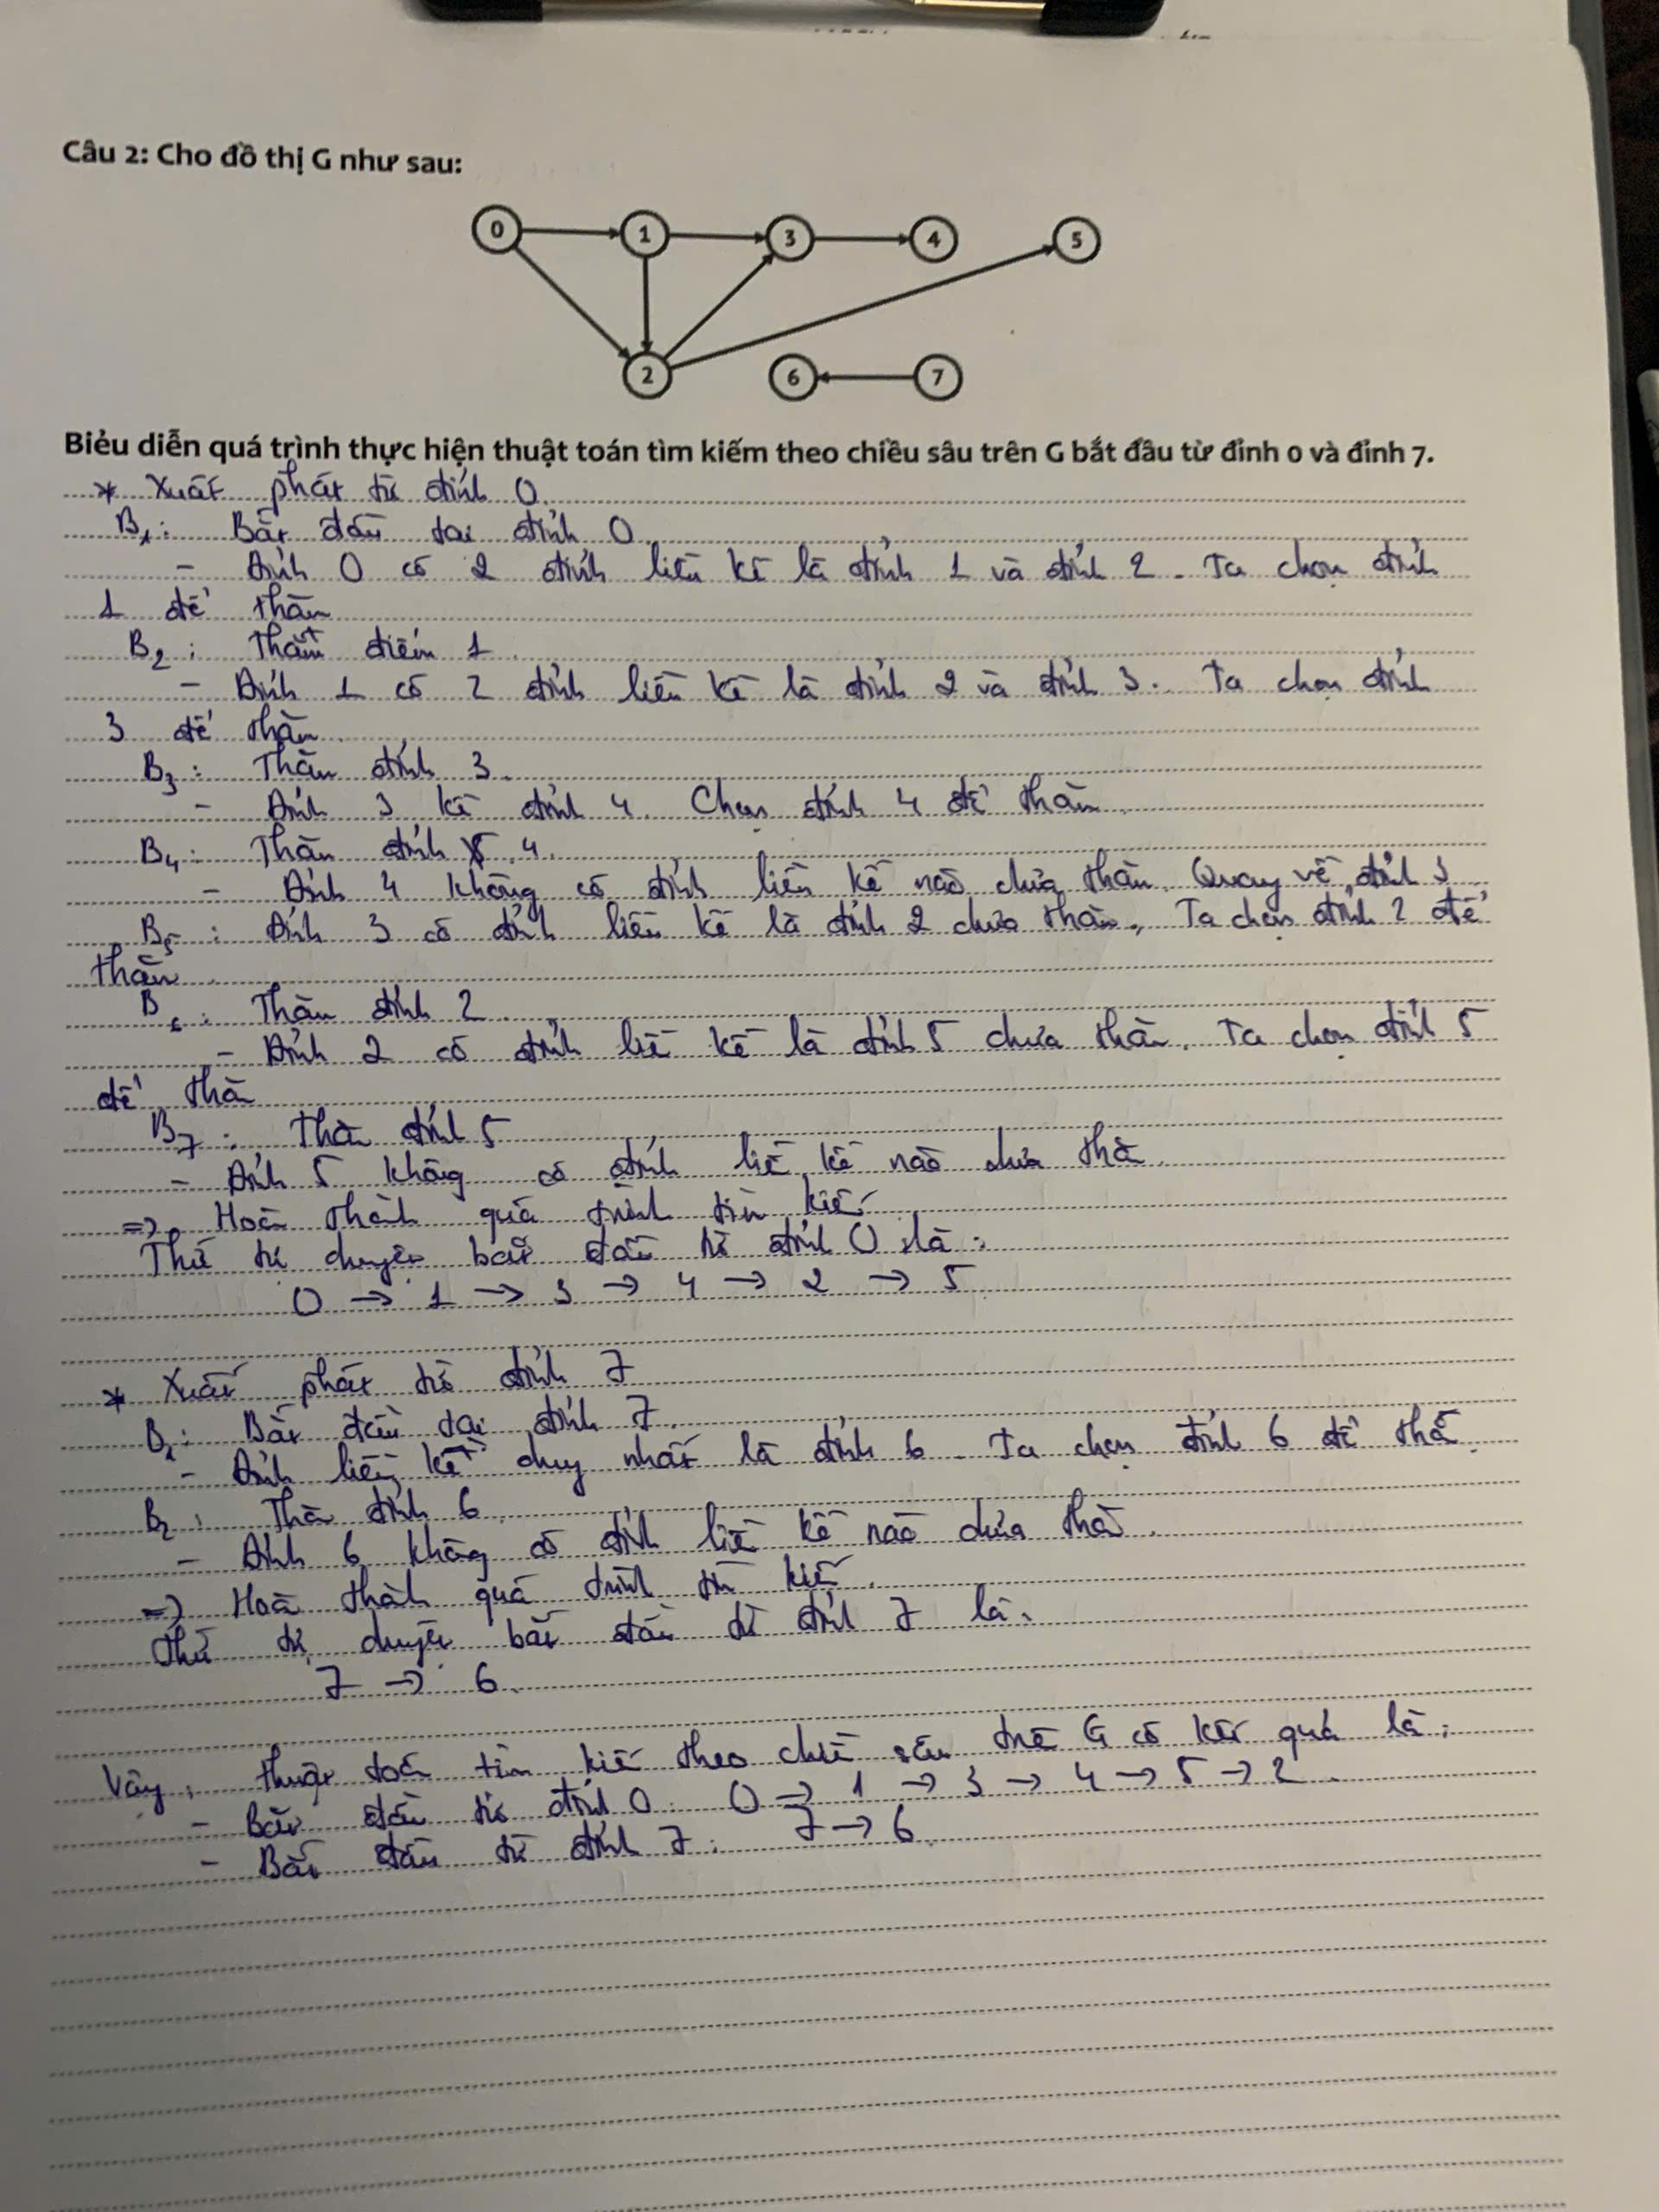 Câu 2: Cho đồ thị G như sau:
0 1 3 4 5
2 6 7
Biểu diễn quá trình thực hiện thuật toán tìm kiếm theo chiều sâu trên G bắt đầu từ đỉnh 0 và đỉnh 7.
* Xuất phát từ đỉnh 0.
B1: Bắt đầu tại đỉnh 0
- Đỉnh 0 có 2 đỉnh liền kề là đỉnh 1 và đỉnh 2. Ta chọn đỉnh
1 để thăm
B2: Thăm điểm 1.
- Đỉnh 1 có 2 đỉnh liền kề là đỉnh 2 và đỉnh 3. Ta chọn đỉnh
3 để thăm.
B3: Thăm đỉnh 3.
- Đỉnh 3 kề đỉnh 4. Chọn đỉnh 4 để thăm.
B4: Thăm đỉnh 4.
- Đỉnh 4 không có đỉnh liền kề nào chưa thăm. Quay về đỉnh 3
B5: Đỉnh 3 có đỉnh liền kề là đỉnh 2 chưa thăm. Ta chọn đỉnh 2 để
thăm.
B6: Thăm đỉnh 2.
- Đỉnh 2 có đỉnh liền kề là đỉnh 5 chưa thăm. Ta chọn đỉnh 5
để thăm
B7: Thăm đỉnh 5
- Đỉnh 5 không có đỉnh liền kề nào chưa thăm.
=> Hoàn thành quá trình tìm kiếm.
Thứ tự duyệt bắt đầu từ đỉnh 0 là:
0 → 1 → 3 → 4 → 2 → 5
* Xuất phát từ đỉnh 7
B1: Bắt đầu tại đỉnh 7.
- Đỉnh liền kề duy nhất là đỉnh 6. Ta chọn đỉnh 6 để thăm.
B2: Thăm đỉnh 6.
- Đỉnh 6 không có đỉnh liền kề nào chưa thăm.
=> Hoàn thành quá trình tìm kiếm.
Thứ tự duyệt bắt đầu từ đỉnh 7 là:
7 → 6.
Vậy, thuật toán tìm kiếm theo chiều sâu trên G có kết quả là:
- Bắt đầu từ đỉnh 0: 0 → 1 → 3 → 4 → 5 → 2.
- Bắt đầu từ đỉnh 7: 7 → 6.